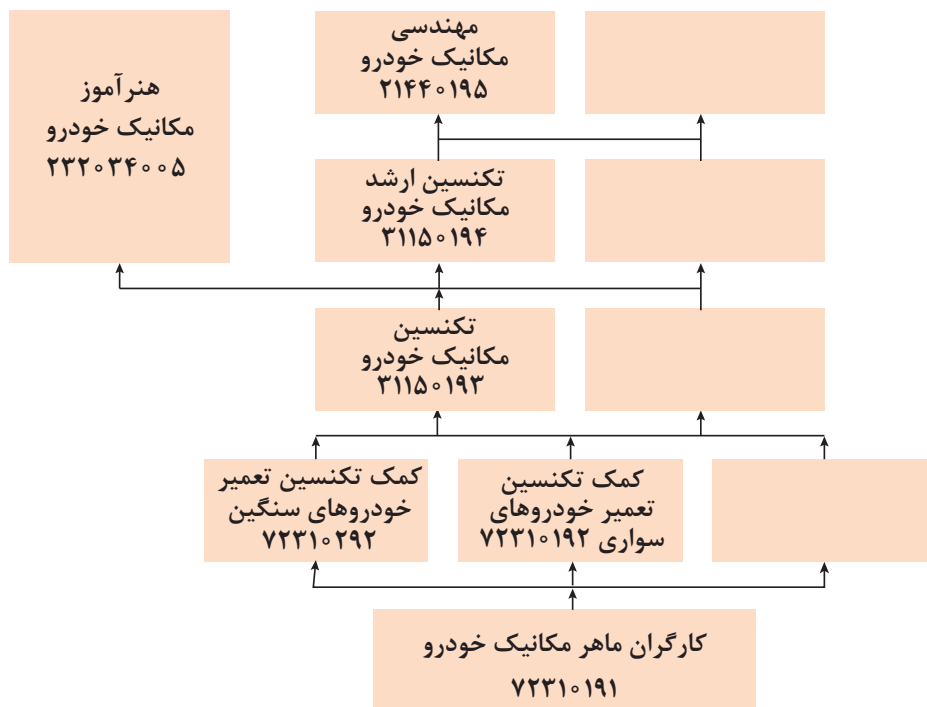 مهندسی
مکانیک خودرو
۲۱۴۴۰۱۹۵
هنرآموز
مکانیک خودرو
۲۳۲۰۳۴۰۰۵
تکنسین ارشد
مکانیک خودرو
۳۱۱۵۰۱۹۴
تکنسین
مکانیک خودرو
۳۱۱۵۰۱۹۳
کمک تکنسین
تعمیر خودروهای
سواری ۷۲۳۱۰۱۹۲
کمک تکنسین تعمیر
خودروهای سنگین
۷۲۳۱۰۲۹۲
کارگران ماهر مکانیک خودرو
۷۲۳۱۰۱۹۱